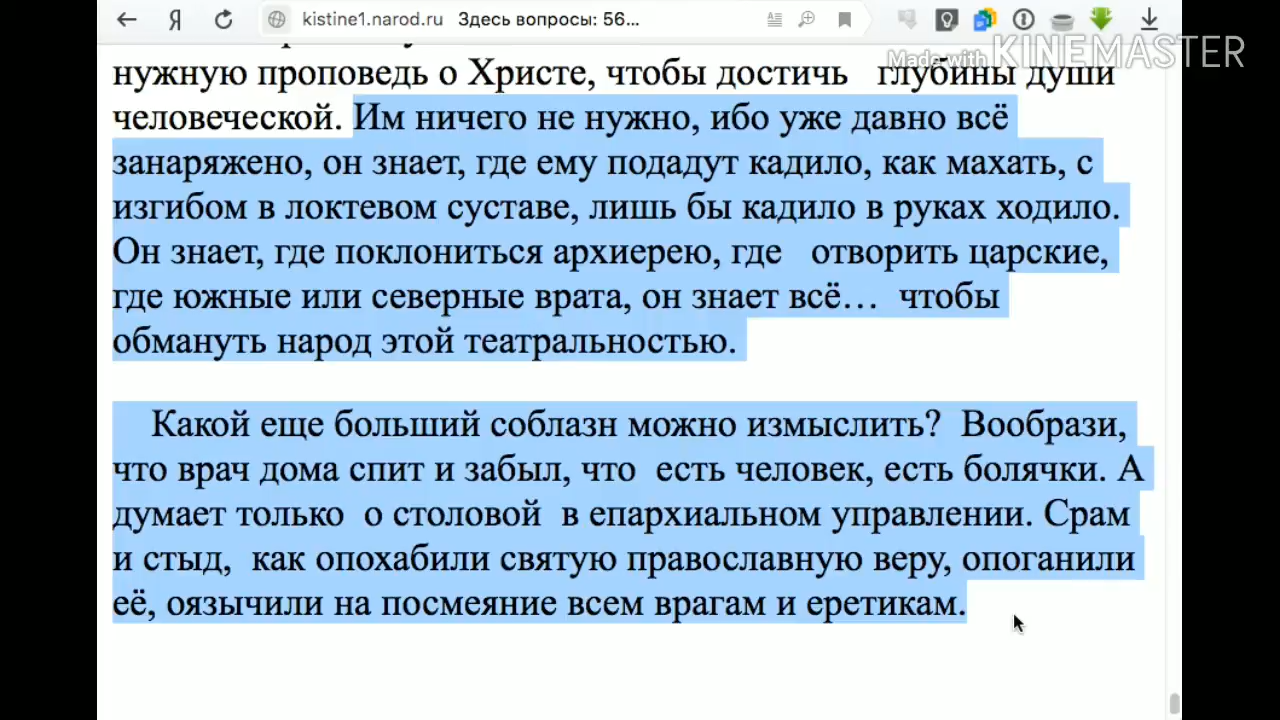 kistine1.narod.ru Здесь вопросы: 56...
Made with KINEMASTER
нужную проповедь о Христе, чтобы достичь глубины души
человеческой. Им ничего не нужно, ибо уже давно всё
занаряжено, он знает, где ему подадут кадило, как махать, с
изгибом в локтевом суставе, лишь бы кадило в руках ходило.
Он знает, где поклониться архиерею, где отворить царские,
где южные или северные врата, он знает всё… чтобы
обмануть народ этой театральностью.
Какой еще больший соблазн можно измыслить? Вообрази,
что врач дома спит и забыл, что есть человек, есть болячки. А
думает только о столовой в епархиальном управлении. Срам
и стыд, как опохабили святую православную веру, опоганили
её, оязычили на посмеяние всем врагам и еретикам.